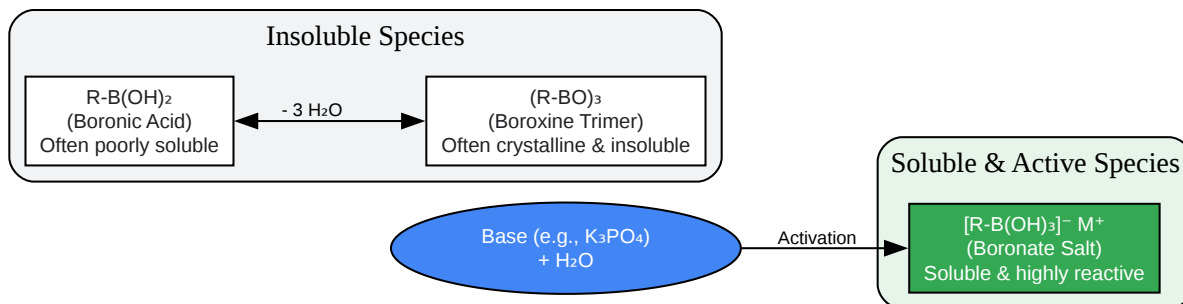 Insoluble Species
R-B(OH)₂
(Boronic Acid)
Often poorly soluble
- 3 H₂O
(R-BO)₃
(Boroxine Trimer)
Often crystalline & insoluble
Base (e.g., K₃PO₄)
+ H₂O
Activation
Soluble & Active Species
[R-B(OH)₃]⁻ M⁺
(Boronate Salt)
Soluble & highly reactive